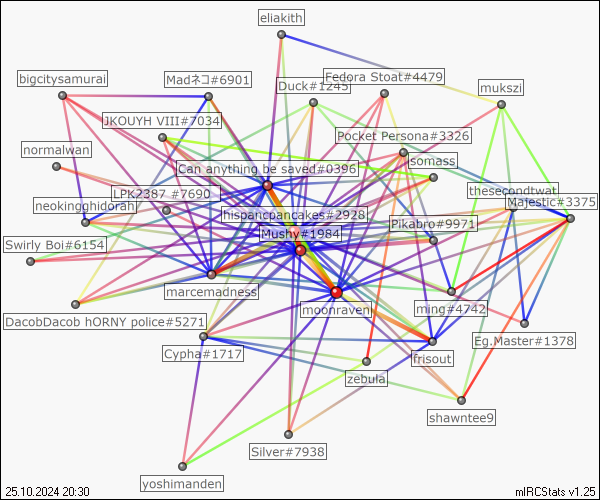 eliakith
bigcitysamurai
Madネコ#6901
Duck#1245
Fedora Stoat#4479
mukszi
JKOUYH VIII#7034
Pocket Persona#3326
normalwan
somass
Can anything be saved#0396
LPK2387 #7690
thesecondtwat
neokingghidorah
Majestic#3375
hispancpancakes#2928
Pikabro#9971
Mushy#1984
Swirly Boi#6154
marcemadness
moonraven
ming#4742
DacobDacob hORNY police#5271
Eg.Master#1378
Cypha#1717
frisout
zebula
shawntee9
Silver#7938
yoshimanden
25.10.2024 20:30
mIRCStats v1.25